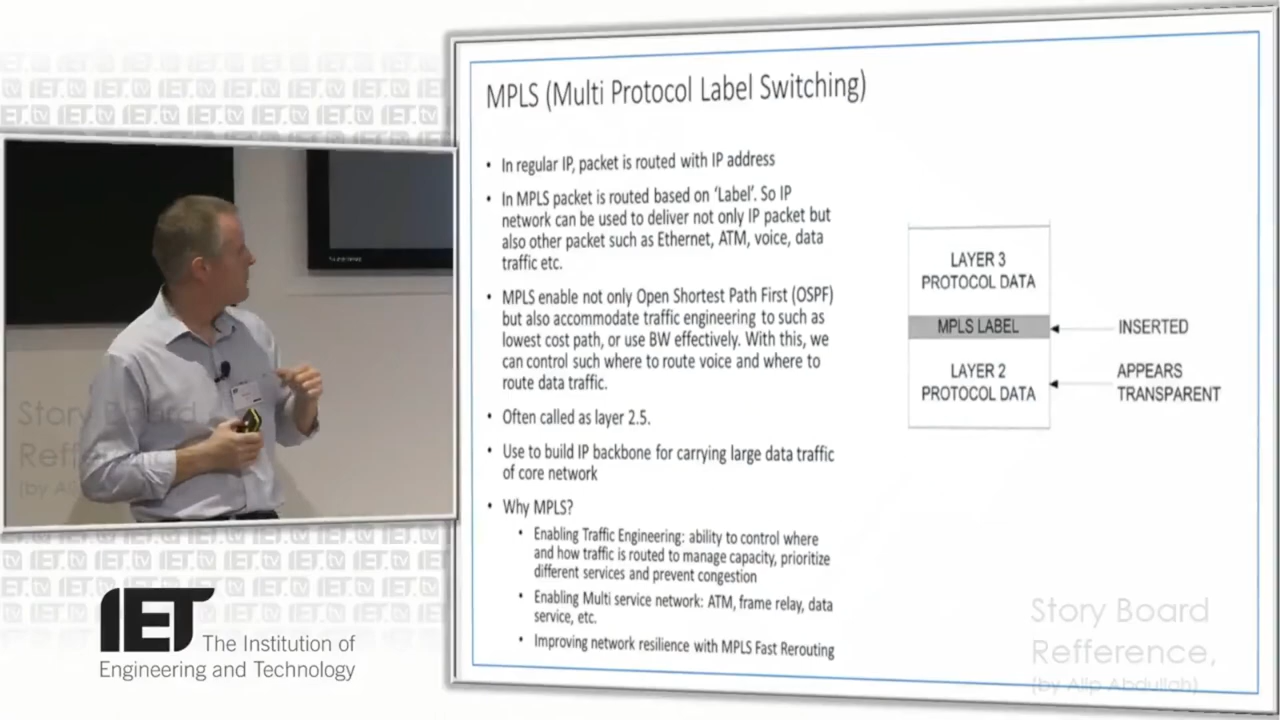 MPLS (Multi Protocol Label Switching)
• In regular IP, packet is routed with IP address
• In MPLS packet is routed based on 'Label'. So IP
network can be used to deliver not only IP packet but
also other packet such as Ethernet, ATM, voice, data
traffic etc.
• MPLS enable not only Open Shortest Path First (OSPF)
but also accommodate traffic engineering to such as
lowest cost path, or use BW effectively. With this, we
can control such where to route voice and where to
route data traffic.
• Often called as layer 2.5.
• Use to build IP backbone for carrying large data traffic
of core network
• Why MPLS?
• Enabling Traffic Engineering: ability to control where
and how traffic is routed to manage capacity, prioritize
different services and prevent congestion
• Enabling Multi service network: ATM, frame relay, data
service, etc.
• Improving network resilience with MPLS Fast Rerouting
LAYER 3
PROTOCOL DATA
MPLS LABEL
INSERTED
LAYER 2
PROTOCOL DATA
APPEARS
TRANSPARENT
Story Board
Refference,
(by Alip Abdullah)
Story Board
IET
The Institution of
Engineering and Technology
IET.tv